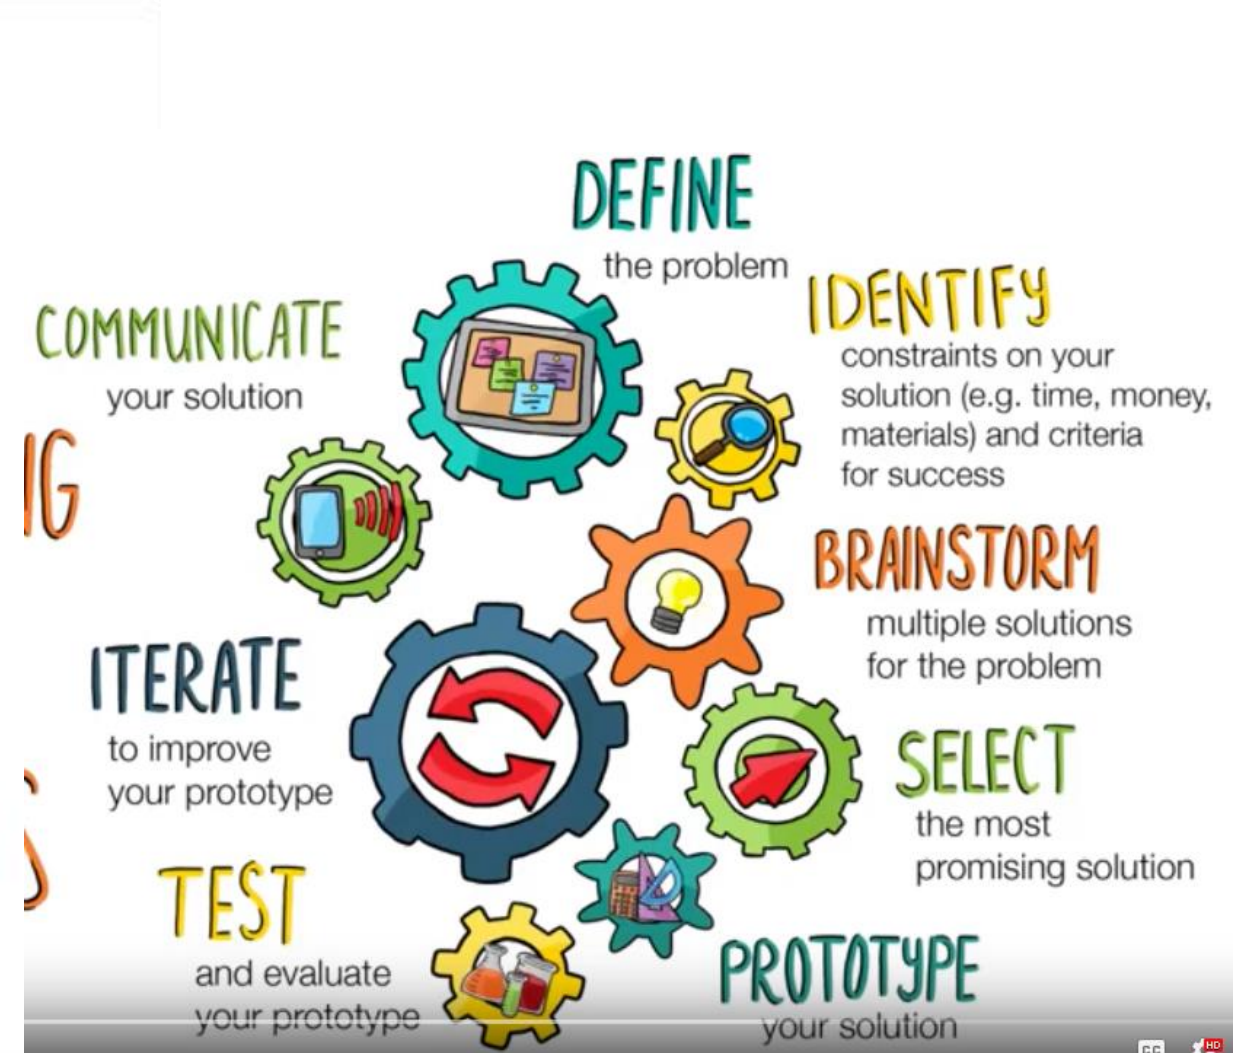 DEFINE
the problem
IDENTIFY
constraints on your
solution (e.g. time, money,
materials) and criteria
for success
BRAINSTORM
multiple solutions
for the problem
SELECT
the most
promising solution
PROTOTYPE
your solution
TEST
and evaluate
your prototype
ITERATE
to improve
your prototype
COMMUNICATE
your solution
CC
HD